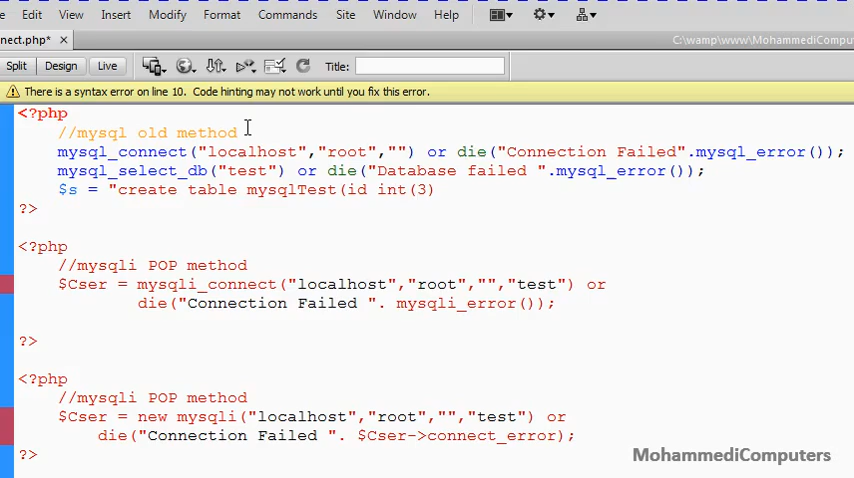 e Edit View Insert Modify Format Commands Site Window Help
nect.php* × C:\wamp\www\MohammediCompu
Split Design Live Title:
There is a syntax error on line 10. Code hinting may not work until you fix this error.
<?php
//mysql old method
mysql_connect("localhost","root","") or die("Connection Failed".mysql_error());
mysql_select_db("test") or die("Database failed ".mysql_error());
$s = "create table mysqlTest(id int(3)
?>
<?php
//mysqli POP method
$Cser = mysqli_connect("localhost","root","","test") or
die("Connection Failed ". mysqli_error());
?>
<?php
//mysqli POP method
$Cser = new mysqli("localhost","root","","test") or
die("Connection Failed ". $Cser->connect_error);
?>
MohammediComputers